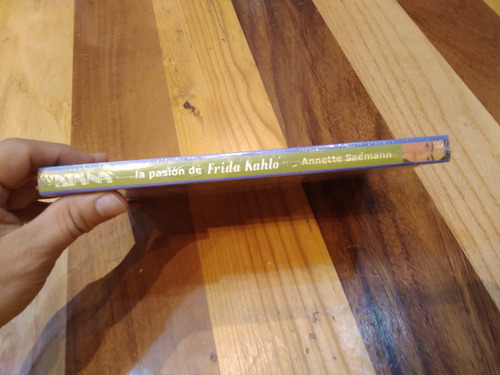 la pasión de Frida Kahlo Annette Seemann